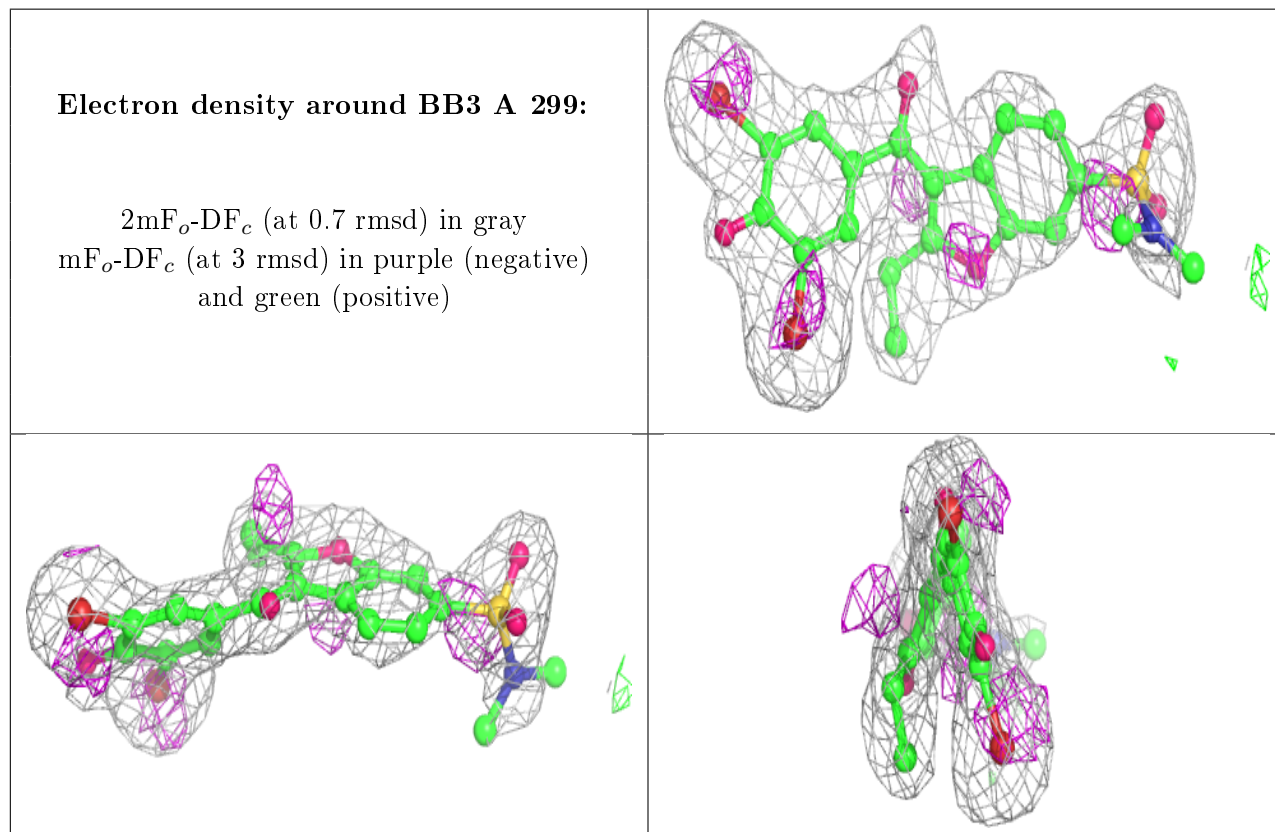 Electron density around BB3 A 299:
2mFₒ-DF𝒸 (at 0.7 rmsd) in gray
mFₒ-DF𝒸 (at 3 rmsd) in purple (negative)
and green (positive)